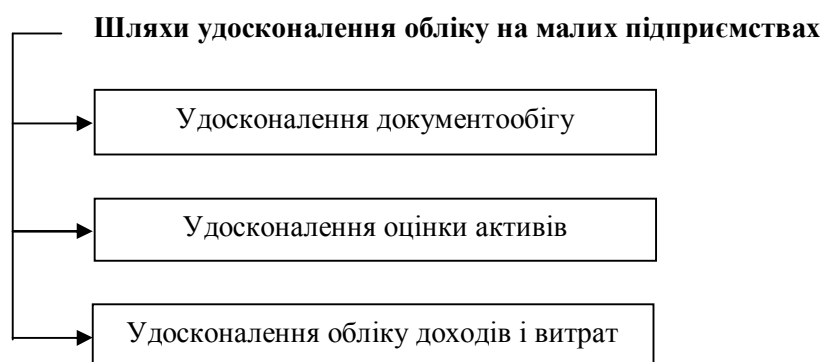 Шляхи удосконалення обліку на малих підприємствах
Удосконалення документообігу
Удосконалення оцінки активів
Удосконалення обліку доходів і витрат